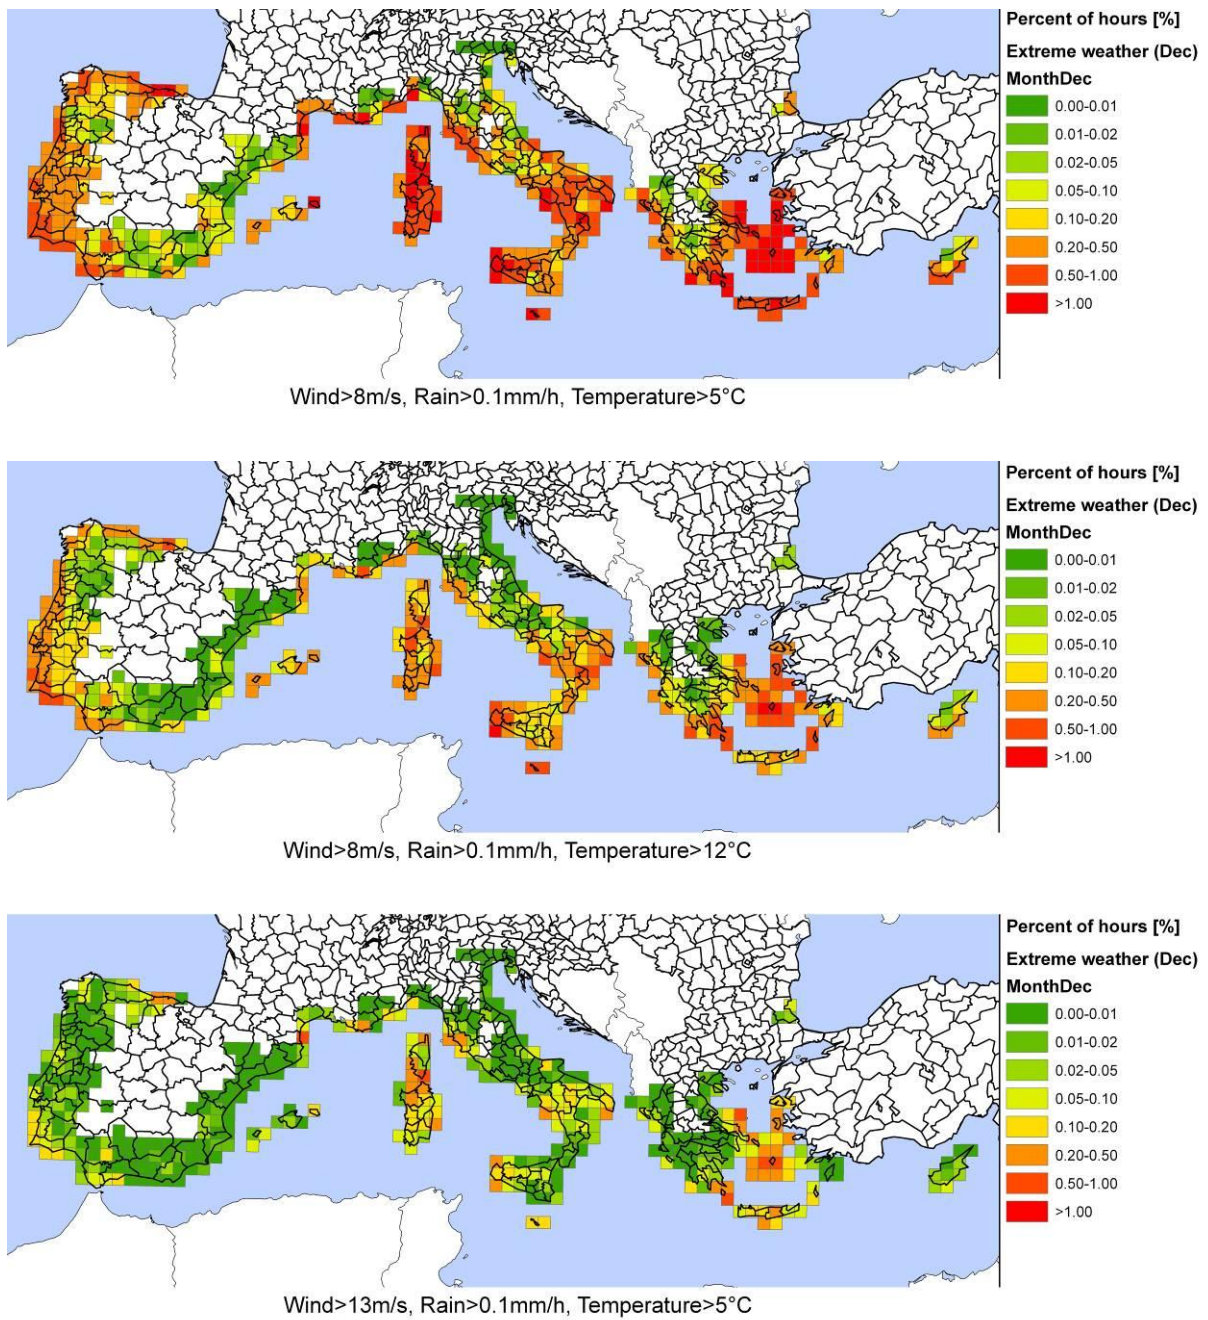 Percent of hours [%]
Extreme weather (Dec)
MonthDec
0.00-0.01
0.01-0.02
0.02-0.05
0.05-0.10
0.10-0.20
0.20-0.50
0.50-1.00
>1.00
Wind>8m/s, Rain>0.1mm/h, Temperature>5°C
Percent of hours [%]
Extreme weather (Dec)
MonthDec
0.00-0.01
0.01-0.02
0.02-0.05
0.05-0.10
0.10-0.20
0.20-0.50
0.50-1.00
>1.00
Wind>8m/s, Rain>0.1mm/h, Temperature>12°C
Percent of hours [%]
Extreme weather (Dec)
MonthDec
0.00-0.01
0.01-0.02
0.02-0.05
0.05-0.10
0.10-0.20
0.20-0.50
0.50-1.00
>1.00
Wind>13m/s, Rain>0.1mm/h, Temperature>5°C